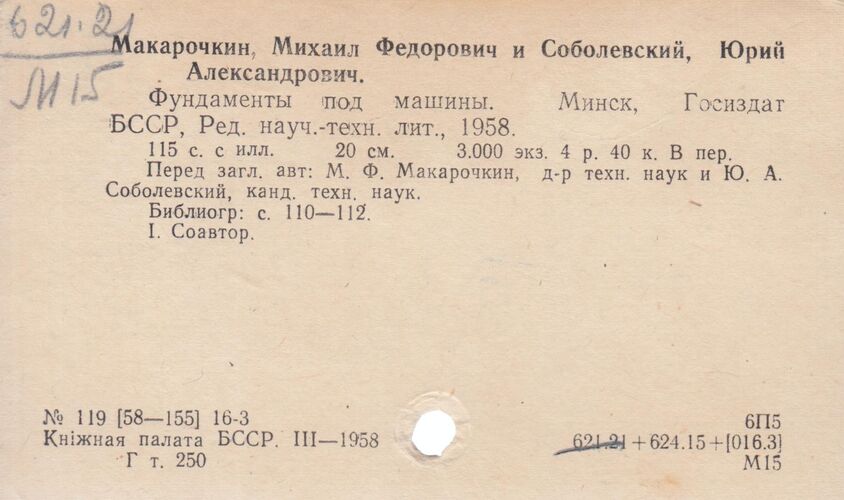 621.21
М15
Макарочкин, Михаил Федорович и Соболевский, Юрий
Александрович.
Фундаменты под машины. Минск, Госиздат
БССР, Ред. науч.-техн. лит., 1958.
115 с. с илл. 20 см. 3.000 экз. 4 р. 40 к. В пер.
Перед загл. авт: М. Ф. Макарочкин, д-р техн. наук и Ю. А.
Соболевский, канд. техн. наук.
Библиогр: с. 110—112.
I. Соавтор.
№ 119 [58—155] 16-3
Кніжная палата БССР. III—1958
Г т. 250
6П5
621.21 + 624.15 + [016.3]
М15